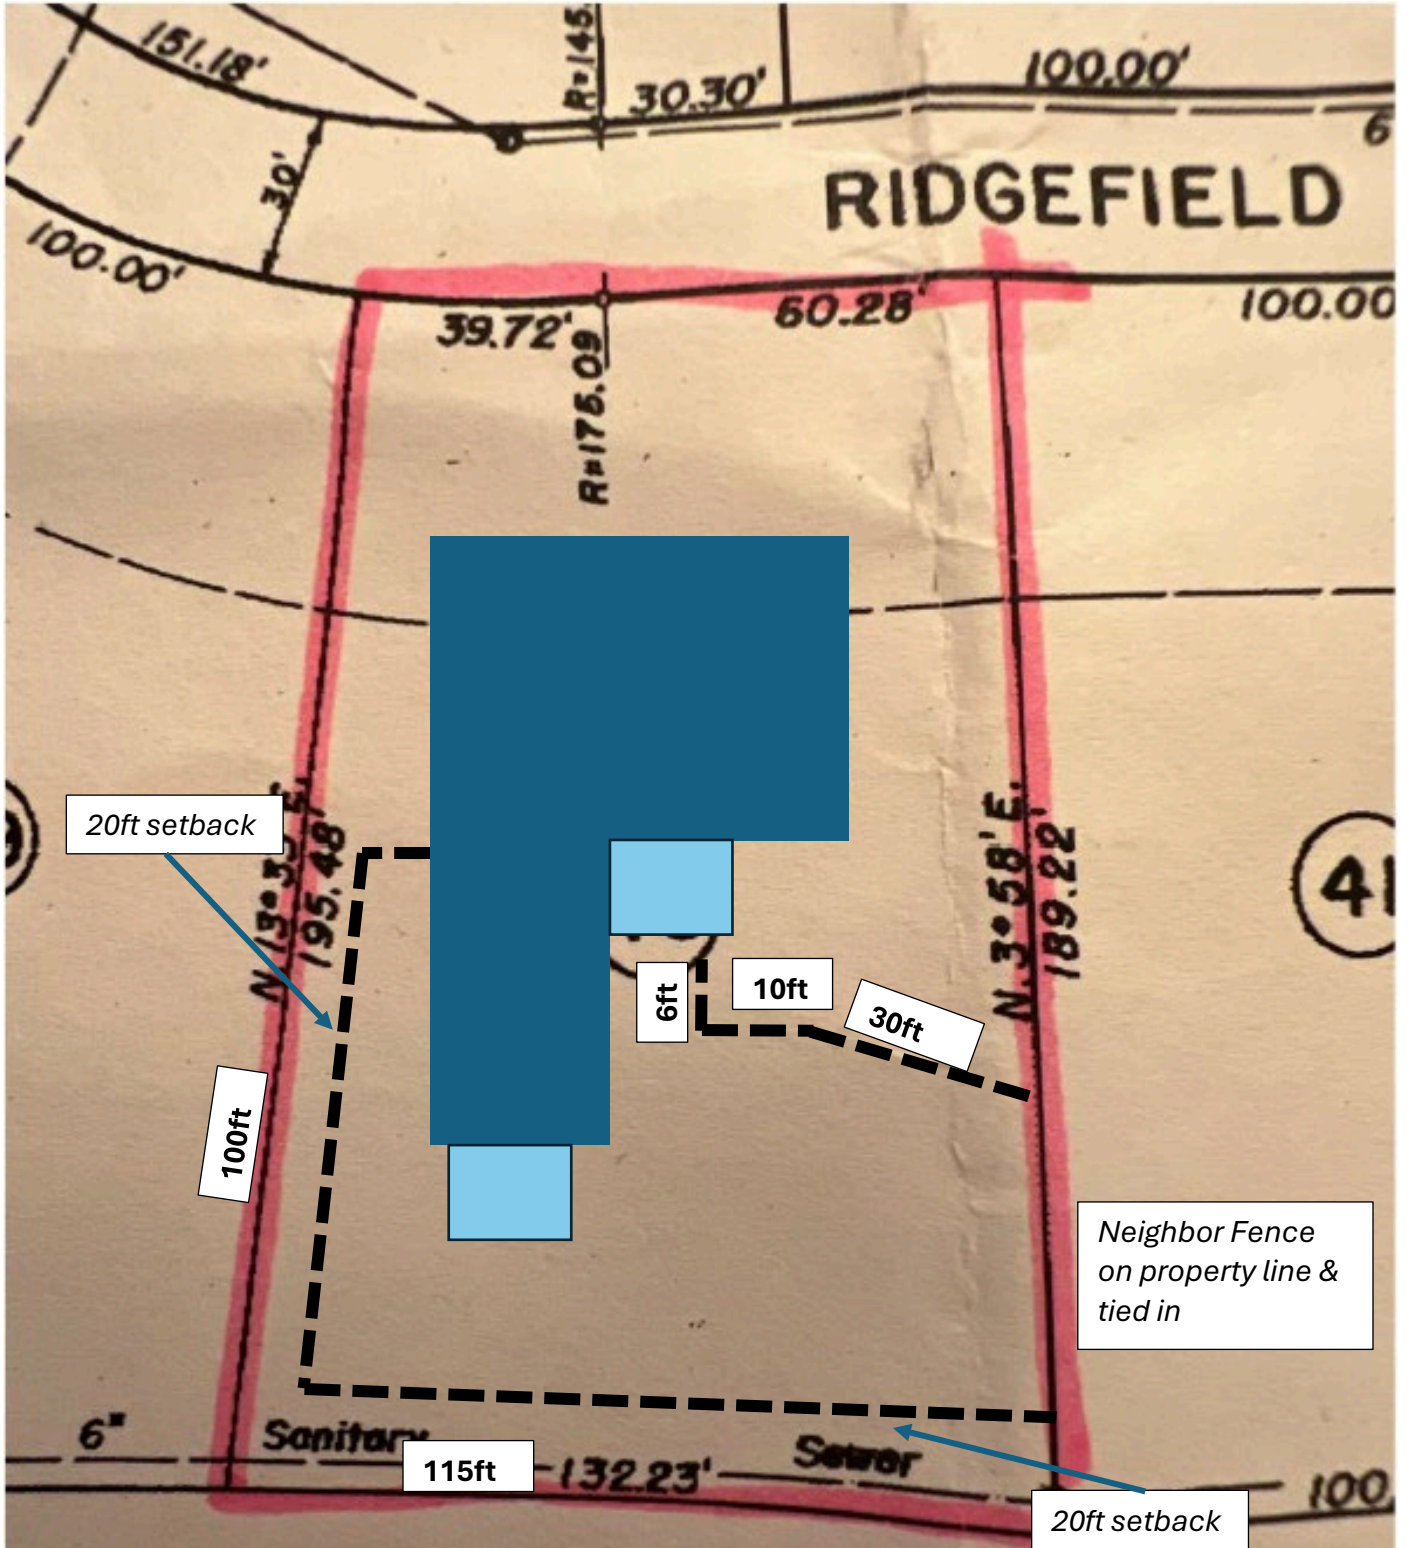 151.18'
R=145.
30.30'
100.00'
6
30'
RIDGEFIELD
100.00'
39.72'
60.28'
100.00
R=175.09
20ft setback
195.48'
N. 3° 58' E.
189.22'
41
6ft
10ft
30ft
100ft
Neighbor Fence
on property line &
tied in
6"
Sanitary
Sewer
115ft
132.23'
100.
20ft setback